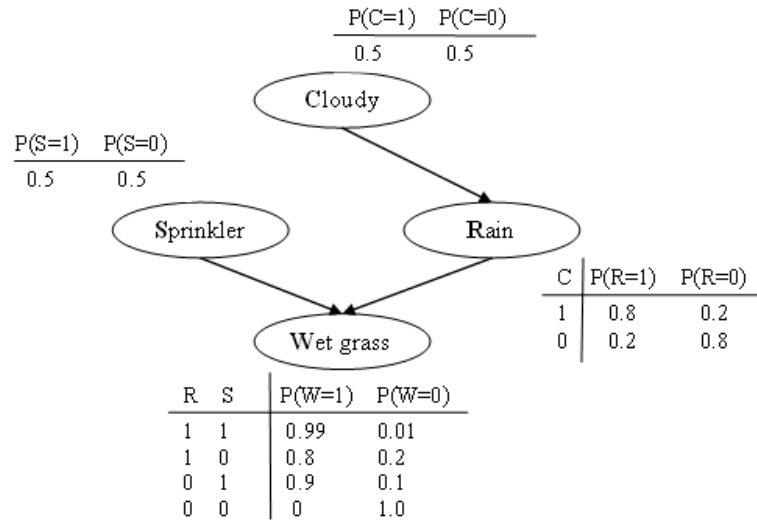 P(C=1) P(C=0)
0.5 0.5
Cloudy
P(S=1) P(S=0)
0.5 0.5
Sprinkler
Rain
C P(R=1) P(R=0)
1 0.8 0.2
0 0.2 0.8
Wet grass
R S P(W=1) P(W=0)
1 1 0.99 0.01
1 0 0.8 0.2
0 1 0.9 0.1
0 0 0 1.0